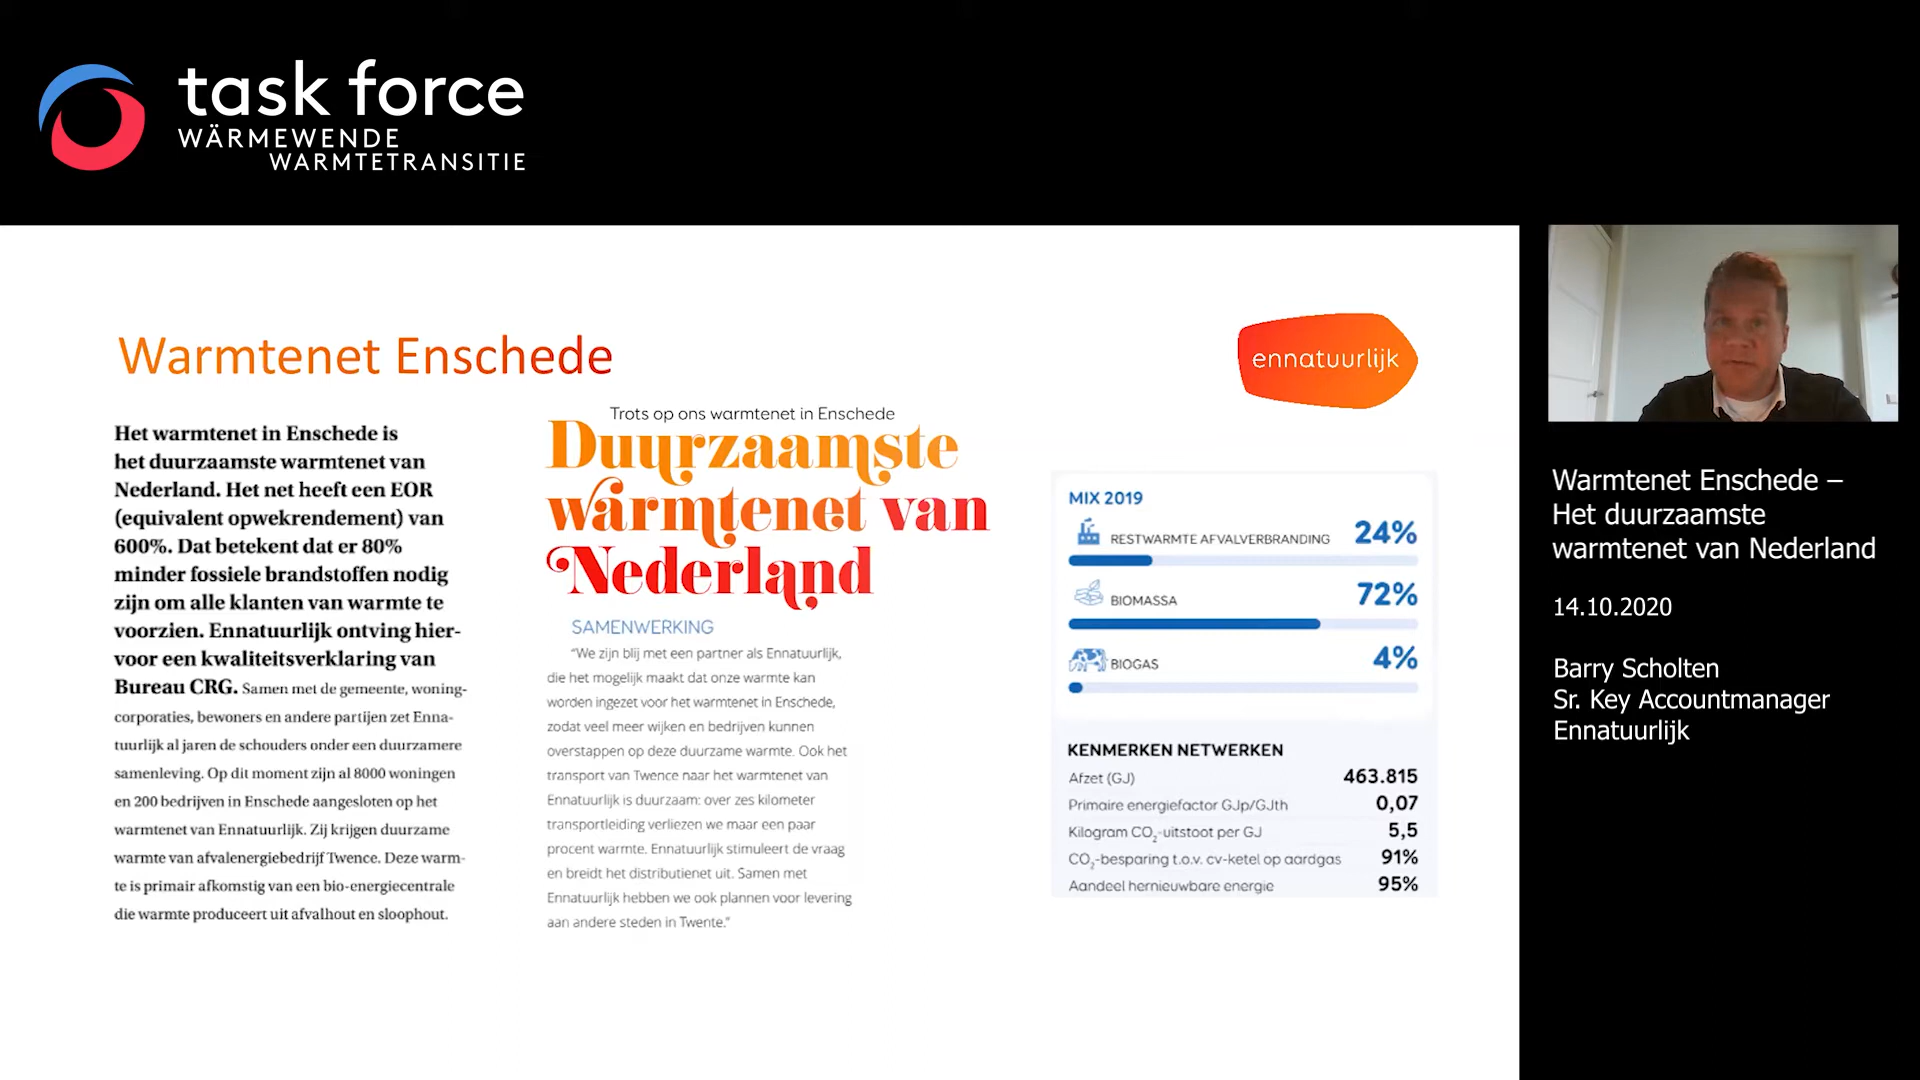 task force
WÄRMEWENDE
WARMTETRANSITIE
Warmtenet Enschede
ennatuurlijk
Het warmtenet in Enschede is
het duurzaamste warmtenet van
Nederland. Het net heeft een EOR
(equivalent opwekrendement) van
600%. Dat betekent dat er 80%
minder fossiele brandstoffen nodig
zijn om alle klanten van warmte te
voorzien. Ennatuurlijk ontving hier-
voor een kwaliteitsverklaring van
Bureau CRG. Samen met de gemeente, woning-
corporaties, bewoners en andere partijen zet Enna-
tuurlijk al jaren de schouders onder een duurzamere
samenleving. Op dit moment zijn al 8000 woningen
en 200 bedrijven in Enschede aangesloten op het
warmtenet van Ennatuurlijk. Zij krijgen duurzame
warmte van afvalenergiebedrijf Twence. Deze warm-
te is primair afkomstig van een bio-energiecentrale
die warmte produceert uit afvalhout en sloophout.
Trots op ons warmtenet in Enschede
Duurzaamste
warmtenet van
Nederland
SAMENWERKING
“We zijn blij met een partner als Ennatuurlijk,
die het mogelijk maakt dat onze warmte kan
worden ingezet voor het warmtenet in Enschede,
zodat veel meer wijken en bedrijven kunnen
overstappen op deze duurzame warmte. Ook het
transport van Twence naar het warmtenet van
Ennatuurlijk is duurzaam: over zes kilometer
transportleiding verliezen we maar een paar
procent warmte. Ennatuurlijk stimuleert de vraag
en breidt het distributienet uit. Samen met
Ennatuurlijk hebben we ook plannen voor levering
aan andere steden in Twente.”
MIX 2019
RESTWARMTE AFVALVERBRANDING 24%
BIOMASSA 72%
BIOGAS 4%
KENMERKEN NETWERKEN
Afzet (GJ) 463.815
Primaire energiefactor GJp/GJth 0,07
Kilogram CO₂-uitstoot per GJ 5,5
CO₂-besparing t.o.v. cv-ketel op aardgas 91%
Aandeel hernieuwbare energie 95%
Warmtenet Enschede –
Het duurzaamste
warmtenet van Nederland
14.10.2020
Barry Scholten
Sr. Key Accountmanager
Ennatuurlijk